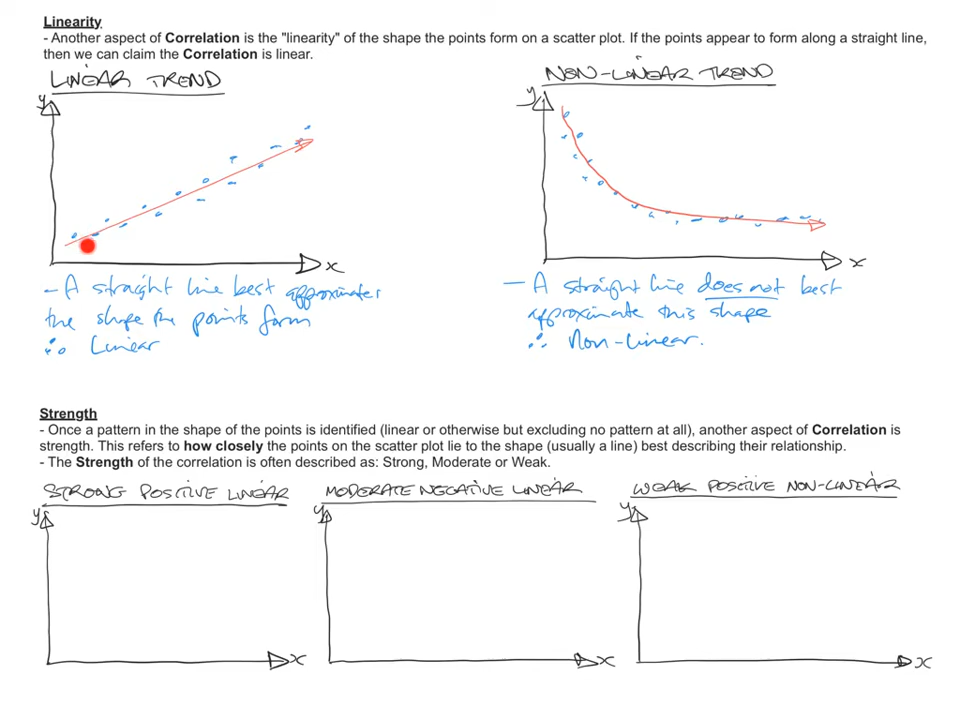 Linearity
- Another aspect of Correlation is the "linearity" of the shape the points form on a scatter plot. If the points appear to form along a straight line,
then we can claim the Correlation is linear.
LINEAR TREND
NON-LINEAR TREND
y
x
y
x
- A straight line best approximates
the shape the points form
∴ Linear
- A straight line does not best
approximate this shape
∴ Non-linear.
Strength
- Once a pattern in the shape of the points is identified (linear or otherwise but excluding no pattern at all), another aspect of Correlation is
strength. This refers to how closely the points on the scatter plot lie to the shape (usually a line) best describing their relationship.
- The Strength of the correlation is often described as: Strong, Moderate or Weak.
STRONG POSITIVE LINEAR
MODERATE NEGATIVE LINEAR
WEAK POSITIVE NON-LINEAR
y
x
y
x
y
x